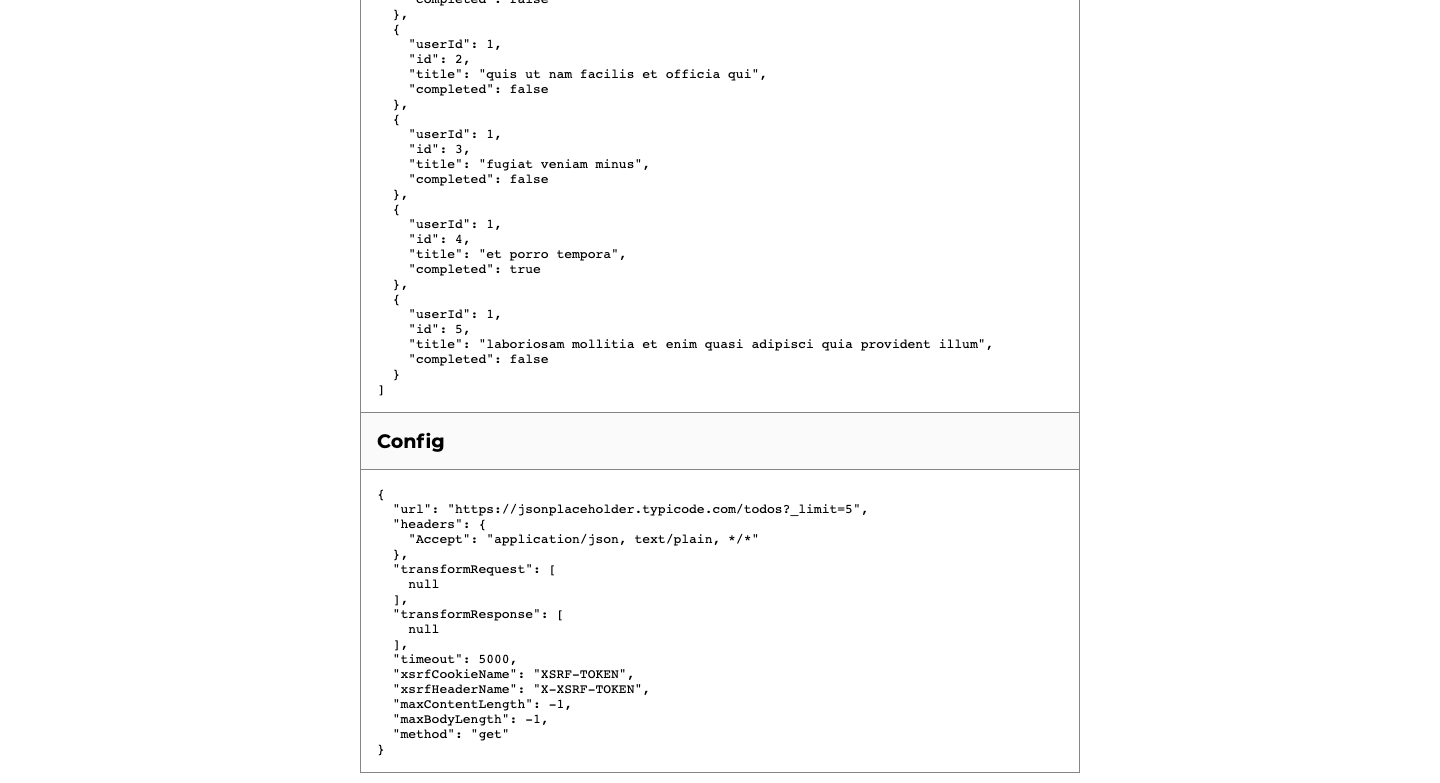 "completed": false
},
{
"userId": 1,
"id": 2,
"title": "quis ut nam facilis et officia qui",
"completed": false
},
{
"userId": 1,
"id": 3,
"title": "fugiat veniam minus",
"completed": false
},
{
"userId": 1,
"id": 4,
"title": "et porro tempora",
"completed": true
},
{
"userId": 1,
"id": 5,
"title": "laboriosam mollitia et enim quasi adipisci quia provident illum",
"completed": false
}
]
Config
{
"url": "https://jsonplaceholder.typicode.com/todos?_limit=5",
"headers": {
"Accept": "application/json, text/plain, */*"
},
"transformRequest": [
null
],
"transformResponse": [
null
],
"timeout": 5000,
"xsrfCookieName": "XSRF-TOKEN",
"xsrfHeaderName": "X-XSRF-TOKEN",
"maxContentLength": -1,
"maxBodyLength": -1,
"method": "get"
}